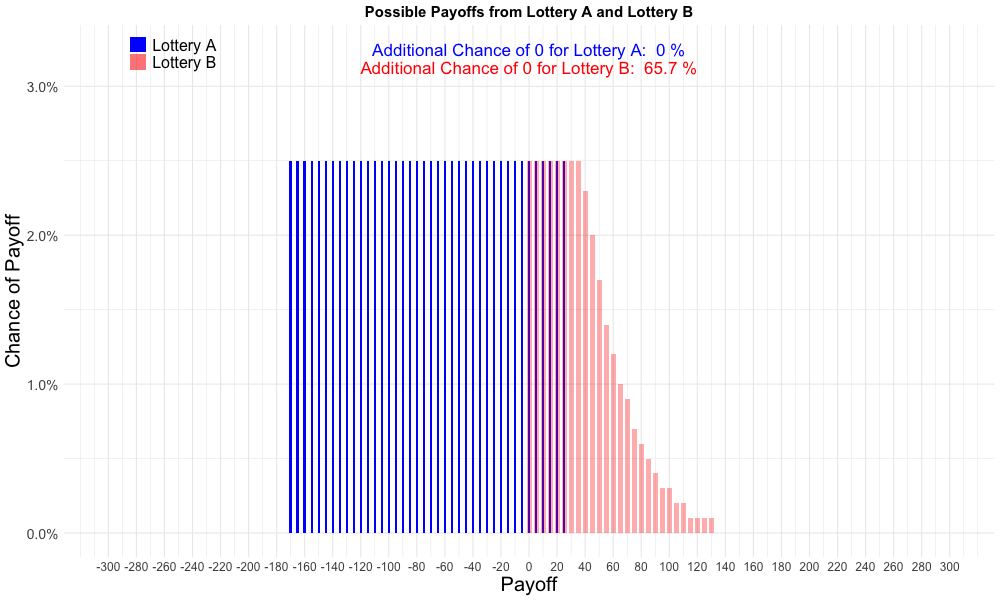 Possible Payoffs from Lottery A and Lottery B
Lottery A
Lottery B
Additional Chance of 0 for Lottery A:  0 %
Additional Chance of 0 for Lottery B:  65.7 %
Chance of Payoff
3.0%
2.0%
1.0%
0.0%
-300 -280 -260 -240 -220 -200 -180 -160 -140 -120 -100 -80 -60 -40 -20 0 20 40 60 80 100 120 140 160 180 200 220 240 260 280 300
Payoff